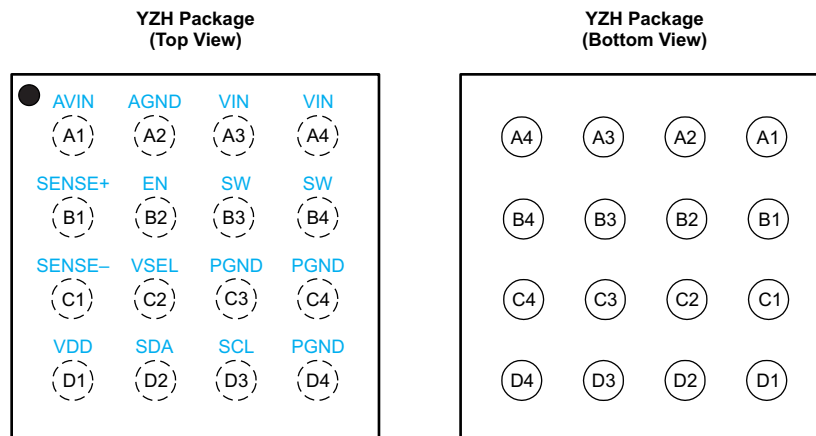 YZH Package
(Top View)
YZH Package
(Bottom View)
AVIN AGND VIN VIN
A1 A2 A3 A4
A4 A3 A2 A1
SENSE+ EN SW SW
B1 B2 B3 B4
B4 B3 B2 B1
SENSE– VSEL PGND PGND
C1 C2 C3 C4
C4 C3 C2 C1
VDD SDA SCL PGND
D1 D2 D3 D4
D4 D3 D2 D1